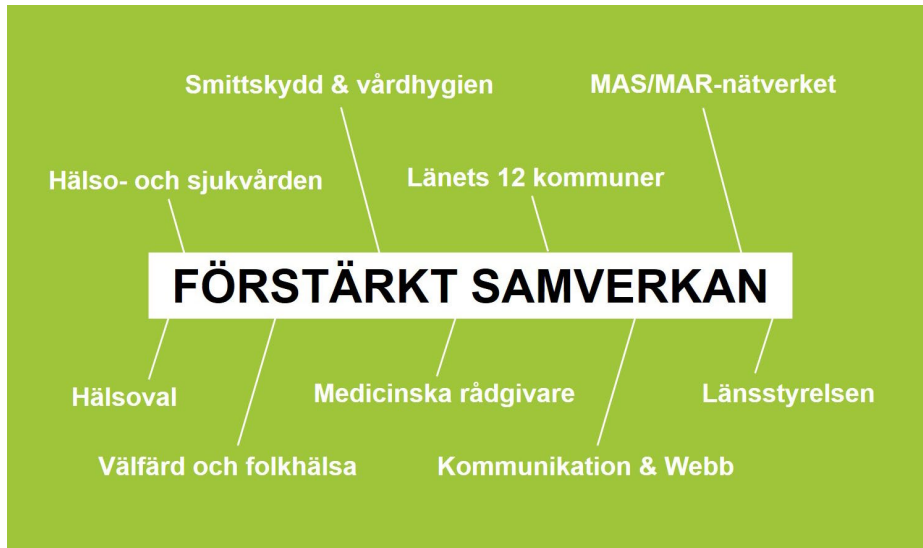 Smittskydd & vårdhygien
MAS/MAR-nätverket
Hälso- och sjukvården
Länets 12 kommuner
FÖRSTÄRKT SAMVERKAN
Hälsoval
Medicinska rådgivare
Länsstyrelsen
Välfärd och folkhälsa
Kommunikation & Webb